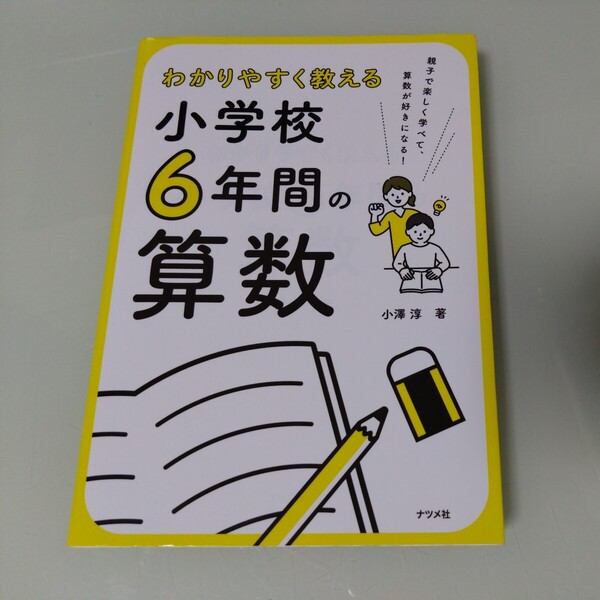 わかりやすく教える
小学校
6年間の
算数
親子で楽しく学べて、
算数が好きになる!
小澤 淳 著
ナツメ社